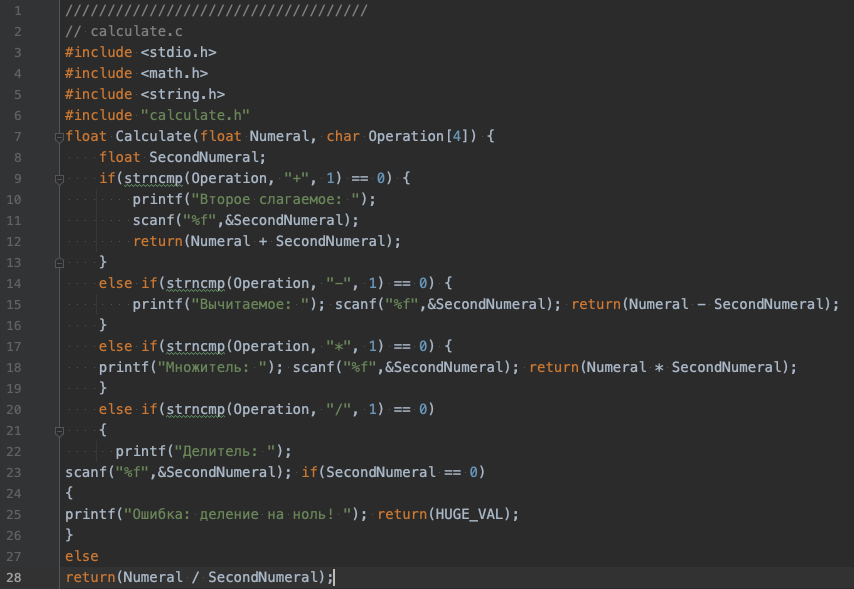 1 ////////////////////////////////////
2 // calculate.c
3 #include <stdio.h>
4 #include <math.h>
5 #include <string.h>
6 #include "calculate.h"
7 float Calculate(float Numeral, char Operation[4]) {
8     float SecondNumeral;
9     if(strncmp(Operation, "+", 1) == 0) {
10         printf("Второе слагаемое: ");
11         scanf("%f",&SecondNumeral);
12         return(Numeral + SecondNumeral);
13     }
14     else if(strncmp(Operation, "-", 1) == 0) {
15         printf("Вычитаемое: "); scanf("%f",&SecondNumeral); return(Numeral - SecondNumeral);
16     }
17     else if(strncmp(Operation, "*", 1) == 0) {
18     printf("Множитель: "); scanf("%f",&SecondNumeral); return(Numeral * SecondNumeral);
19     }
20     else if(strncmp(Operation, "/", 1) == 0)
21     {
22       printf("Делитель: ");
23 scanf("%f",&SecondNumeral); if(SecondNumeral == 0)
24 {
25 printf("Ошибка: деление на ноль! "); return(HUGE_VAL);
26 }
27 else
28 return(Numeral / SecondNumeral);